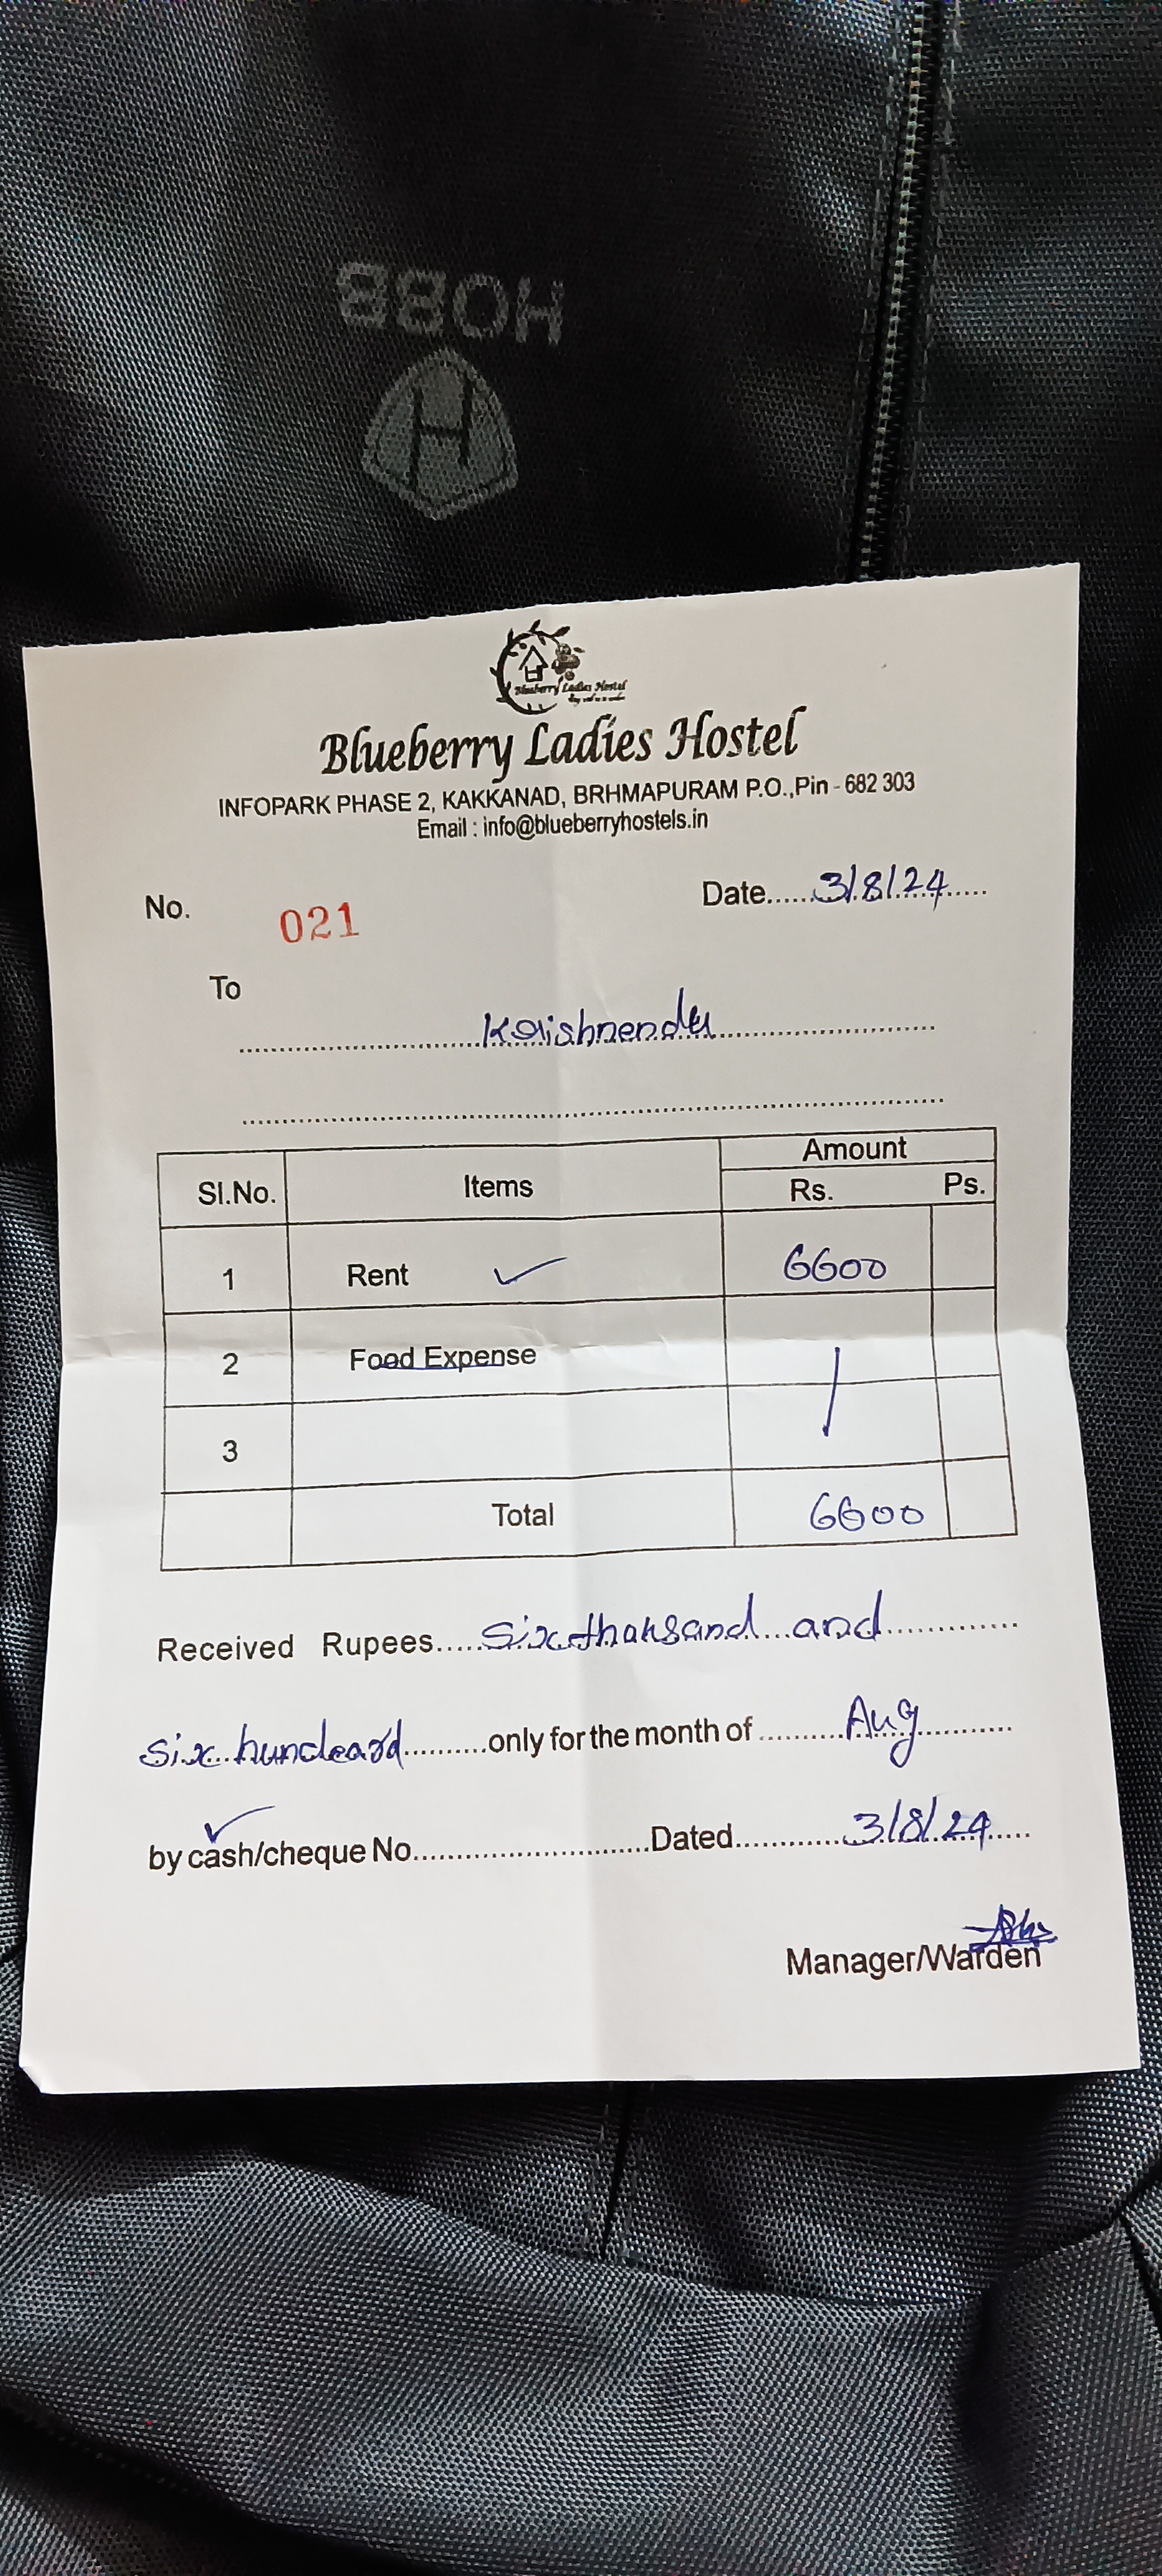 HOBB
H
Blueberry Ladies Hostel
Blueberry Ladies Hostel
INFOPARK PHASE 2, KAKKANAD, BRHMAPURAM P.O.,Pin - 682 303
Email : info@blueberryhostels.in
No. 021 Date......3/8/24......
To
Krishnendu
Sl.No. Items Amount
Rs. Ps.
1 Rent ✓ 6600
2 Food Expense
3
Total 6600
Received Rupees.....Six thousand and
six hundeard..........only for the month of .........Aug
✓
by cash/cheque No.............................Dated............3/8/24
Manager/Warden